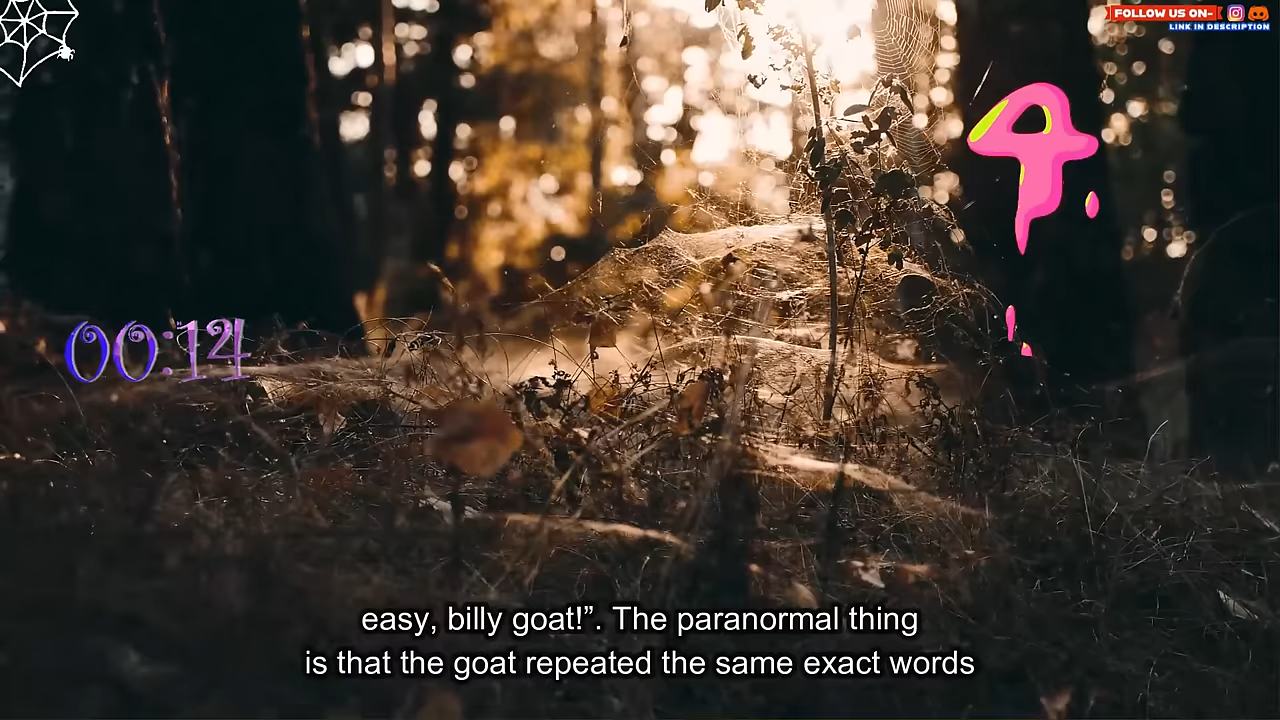 FOLLOW US ON-
LINK IN DESCRIPTION
4
00:14
easy, billy goat!”. The paranormal thing
is that the goat repeated the same exact words